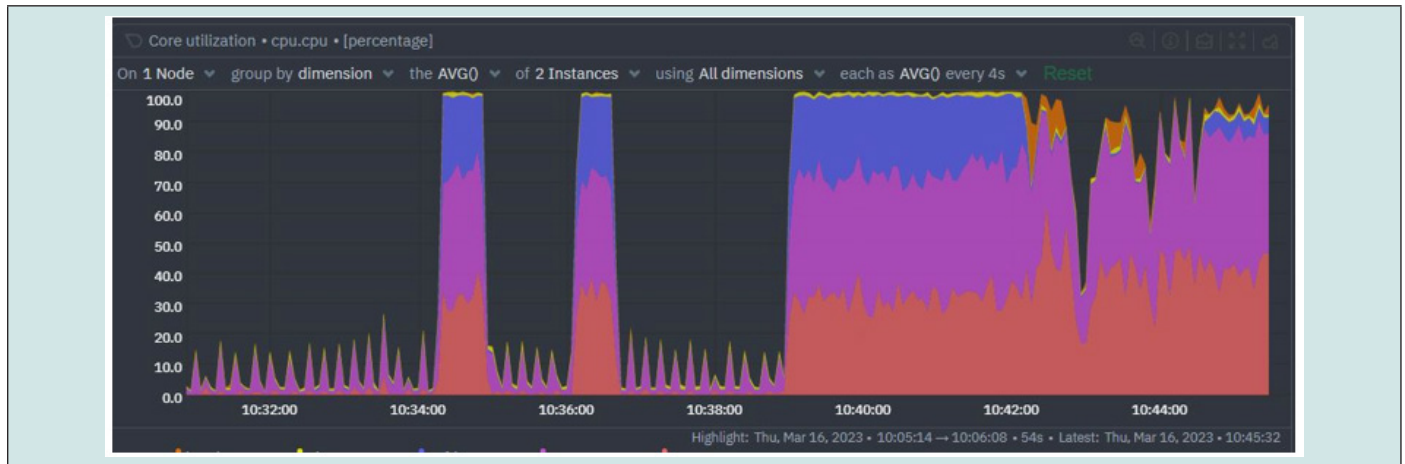 Core utilization • cpu.cpu • [percentage]
On 1 Node group by dimension the AVG() of 2 Instances using All dimensions each as AVG() every 4s Reset
100.0
90.0
80.0
70.0
60.0
50.0
40.0
30.0
20.0
10.0
0.0
10:32:00 10:34:00 10:36:00 10:38:00 10:40:00 10:42:00 10:44:00
Highlight: Thu, Mar 16, 2023 • 10:05:14 → 10:06:08 • 54s • Latest: Thu, Mar 16, 2023 • 10:45:32